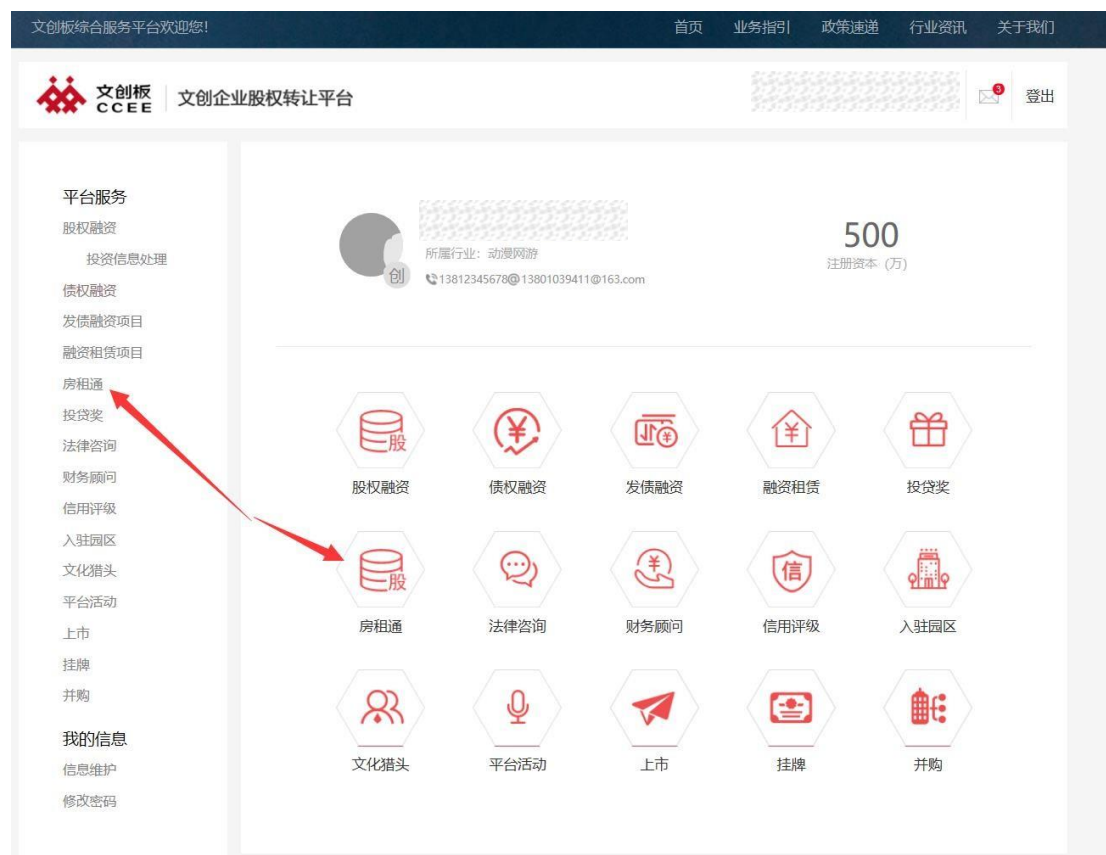 文创板综合服务平台欢迎您!
首页 业务指引 政策速递 行业资讯 关于我们
文创板
CCEE
文创企业股权转让平台
3
登出
平台服务
股权融资
投资信息处理
债权融资
发债融资项目
融资租赁项目
房租通
投贷奖
法律咨询
财务顾问
信用评级
入驻园区
文化猎头
平台活动
上市
挂牌
并购
我的信息
信息维护
修改密码
创
所属行业: 动漫网游
13812345678@13801039411@163.com
500
注册资本 (万)
股
股权融资 债权融资 发债融资 融资租赁 投贷奖
股 信
房租通 法律咨询 财务顾问 信用评级 入驻园区
文化猎头 平台活动 上市 挂牌 并购